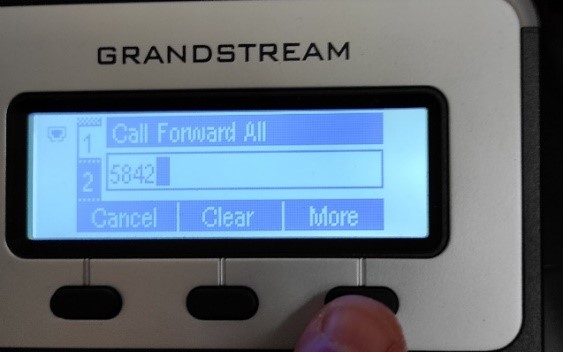 GRANDSTREAM
1 Call Forward All
2 5842
Cancel Clear More